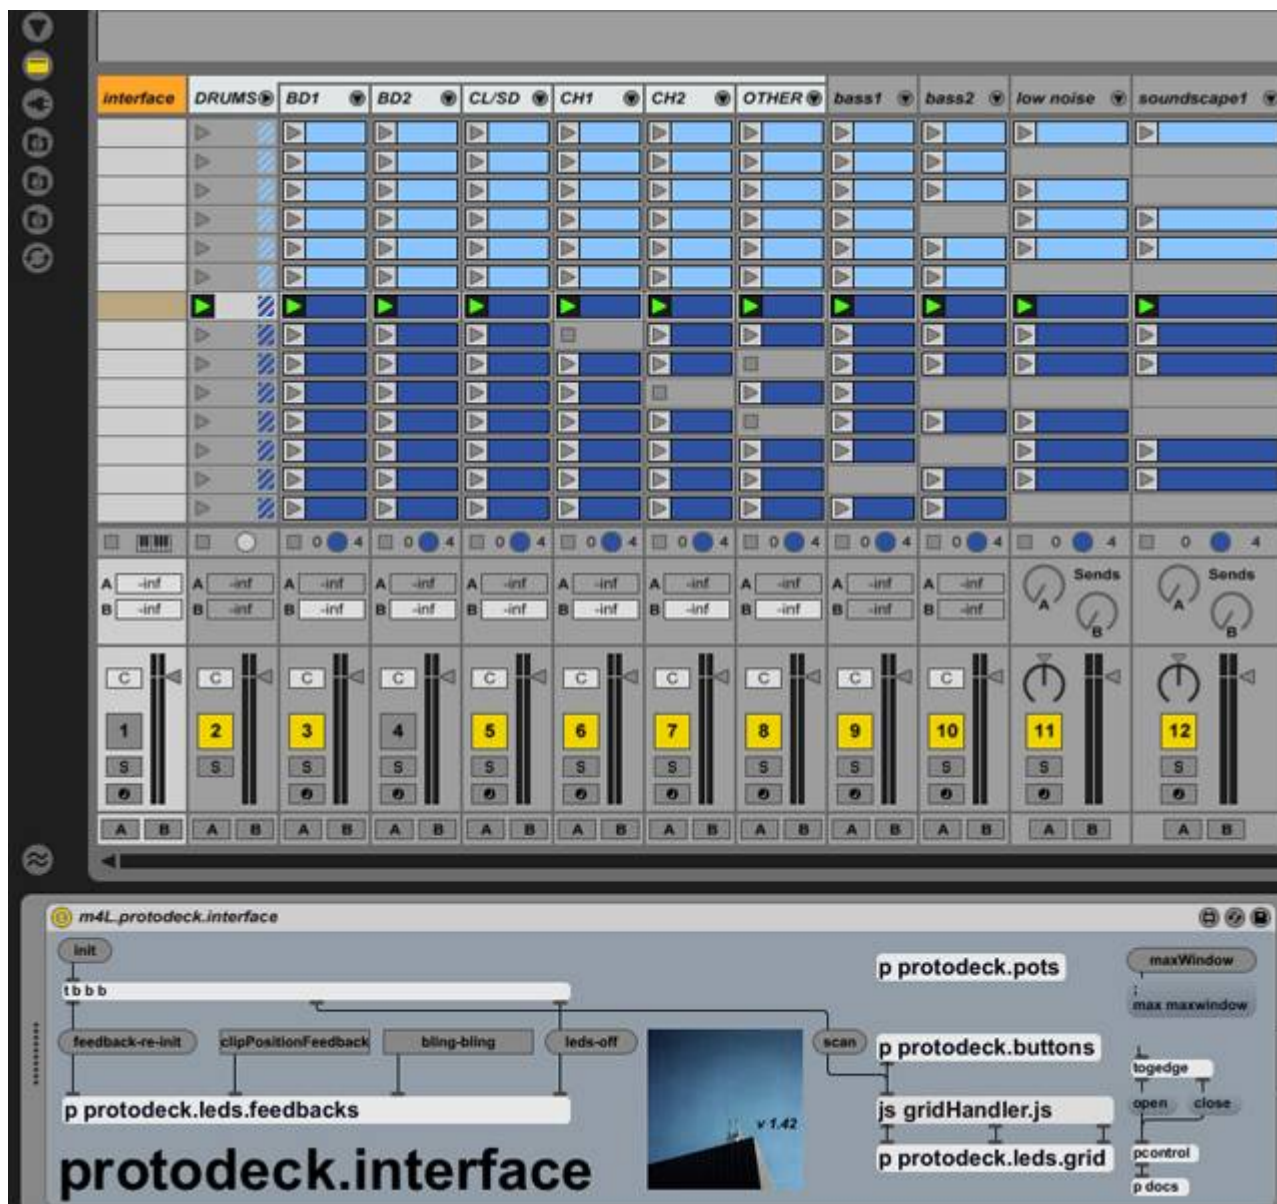 interface DRUMS BD1 BD2 CL/SD CH1 CH2 OTHER bass1 bass2 low noise soundscape1
0 4 0 4 0 4 0 4 0 4 0 4 0 4 0 4 0 4 0 4
A -inf A -inf A -inf A -inf A -inf A -inf A -inf A -inf A -inf A -inf Sends Sends
B -inf B -inf B -inf B -inf B -inf B -inf B -inf B -inf B -inf B -inf A B A B
C C C C C C C C C C
1 2 3 4 5 6 7 8 9 10 11 12
S S S S S S S S S S S S
A B A B A B A B A B A B A B A B A B A B A B A B
m4L.protodeck.interface
init
t b b b
feedback-re-init clipPositionFeedback bling-bling leds-off
p protodeck.leds.feedbacks
protodeck.interface
v 1.42
p protodeck.pots
scan
p protodeck.buttons
js gridHandler.js
p protodeck.leds.grid
maxWindow
;
max maxwindow
togedge
open close
pcontrol
p docs